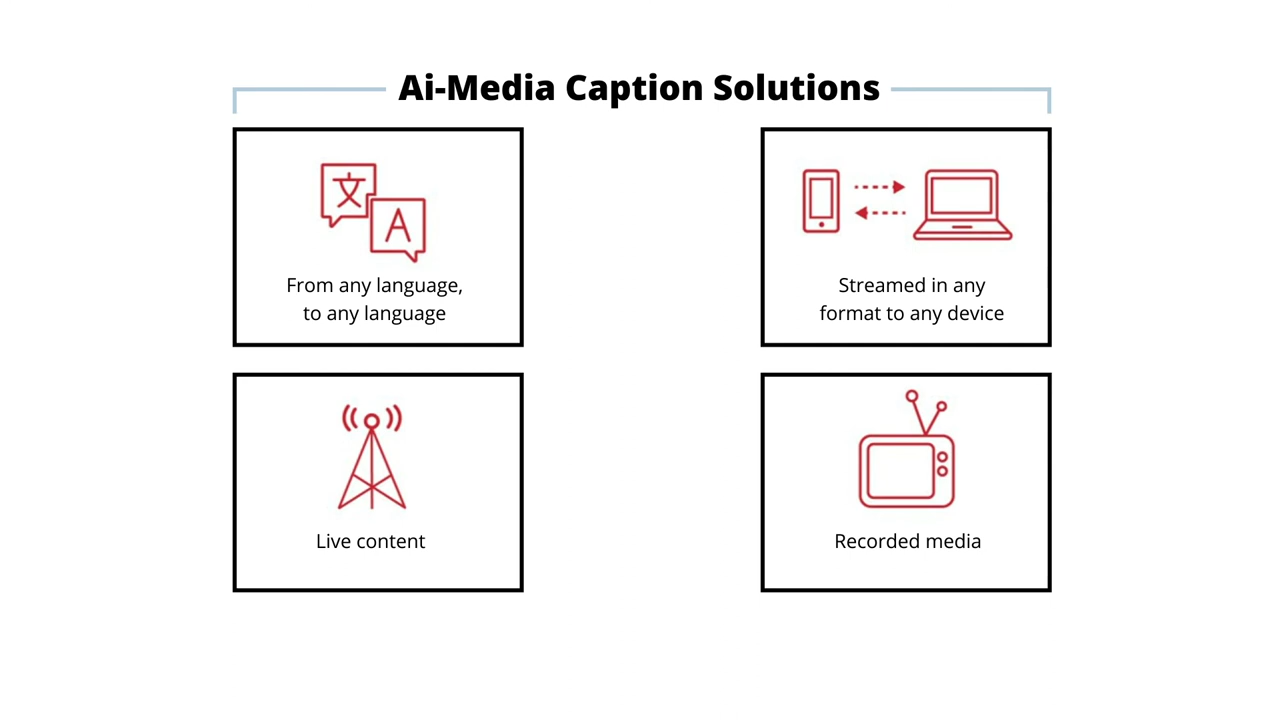 Ai-Media Caption Solutions
文
A
From any language,
to any language
Streamed in any
format to any device
Live content
Recorded media